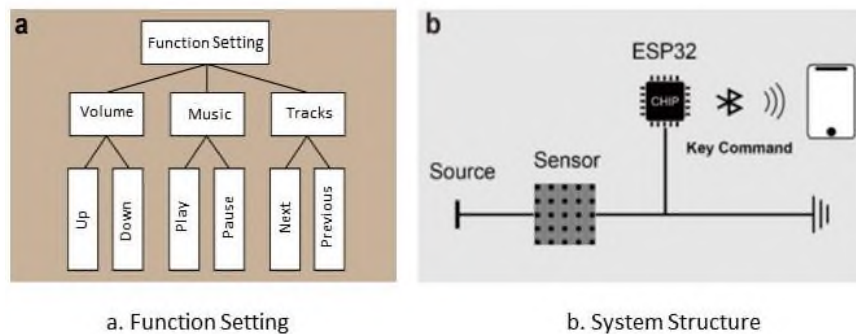 a
Function Setting
Volume
Music
Tracks
Up
Down
Play
Pause
Next
Previous
b
ESP32
CHIP
Key Command
Sensor
Source
a. Function Setting
b. System Structure